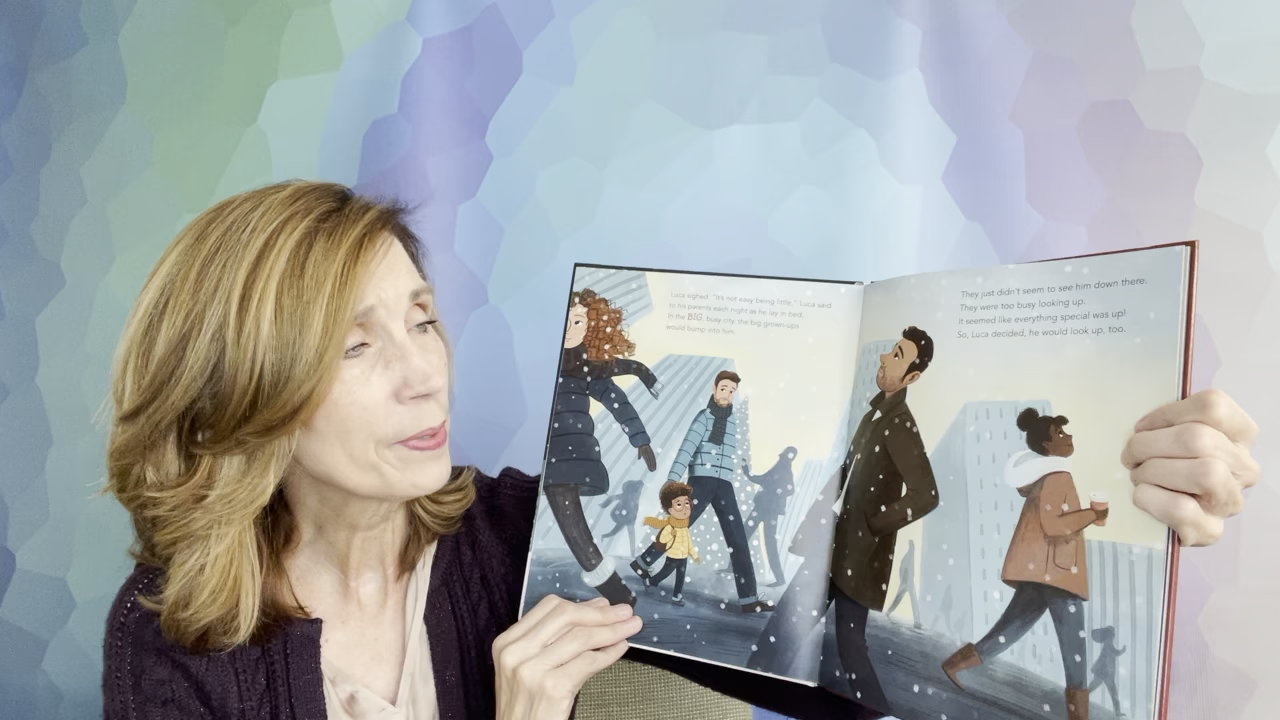 Luca sighed. "It's not easy being little," Luca said
to his parents each night as he lay in bed.
In the BIG, busy city, the big grown-ups
would bump into him.
They just didn't seem to see him down there.
They were too busy looking up.
It seemed like everything special was up!
So, Luca decided, he would look up, too.